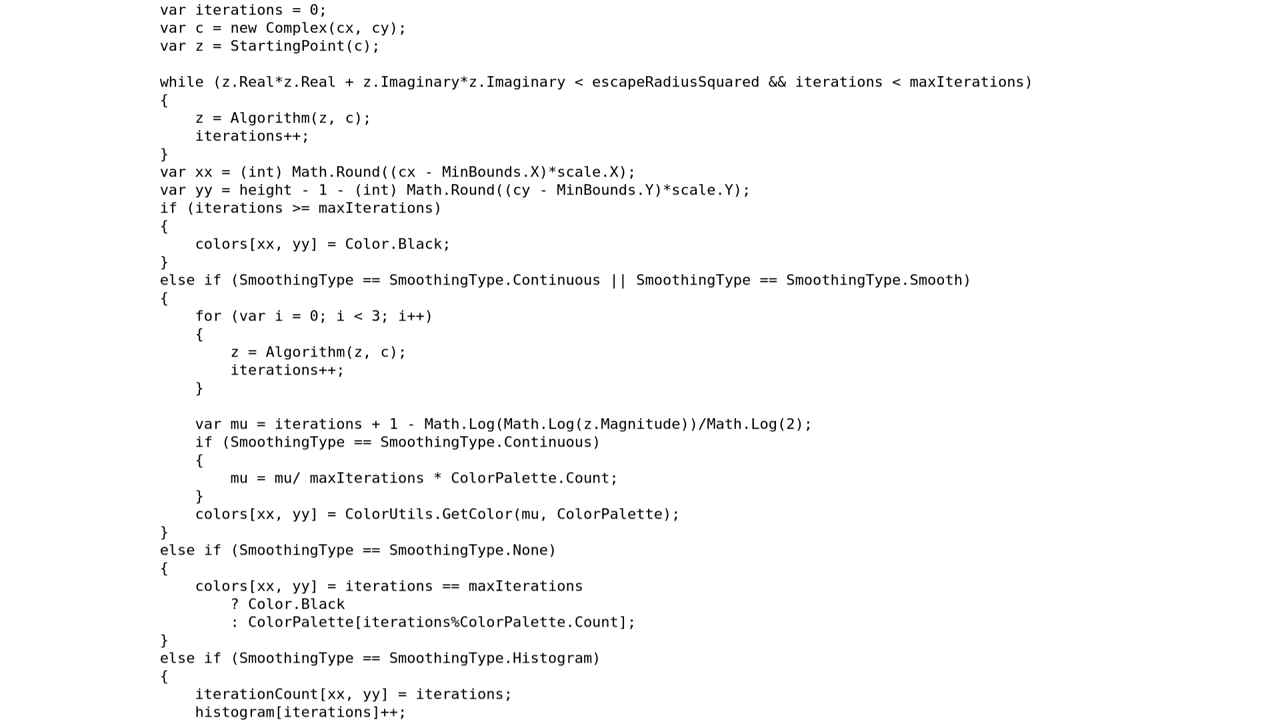 var iterations = 0;
var c = new Complex(cx, cy);
var z = StartingPoint(c);

while (z.Real*z.Real + z.Imaginary*z.Imaginary < escapeRadiusSquared && iterations < maxIterations)
{
    z = Algorithm(z, c);
    iterations++;
}
var xx = (int) Math.Round((cx - MinBounds.X)*scale.X);
var yy = height - 1 - (int) Math.Round((cy - MinBounds.Y)*scale.Y);
if (iterations >= maxIterations)
{
    colors[xx, yy] = Color.Black;
}
else if (SmoothingType == SmoothingType.Continuous || SmoothingType == SmoothingType.Smooth)
{
    for (var i = 0; i < 3; i++)
    {
        z = Algorithm(z, c);
        iterations++;
    }

    var mu = iterations + 1 - Math.Log(Math.Log(z.Magnitude))/Math.Log(2);
    if (SmoothingType == SmoothingType.Continuous)
    {
        mu = mu/ maxIterations * ColorPalette.Count;
    }
    colors[xx, yy] = ColorUtils.GetColor(mu, ColorPalette);
}
else if (SmoothingType == SmoothingType.None)
{
    colors[xx, yy] = iterations == maxIterations
        ? Color.Black
        : ColorPalette[iterations%ColorPalette.Count];
}
else if (SmoothingType == SmoothingType.Histogram)
{
    iterationCount[xx, yy] = iterations;
    histogram[iterations]++;